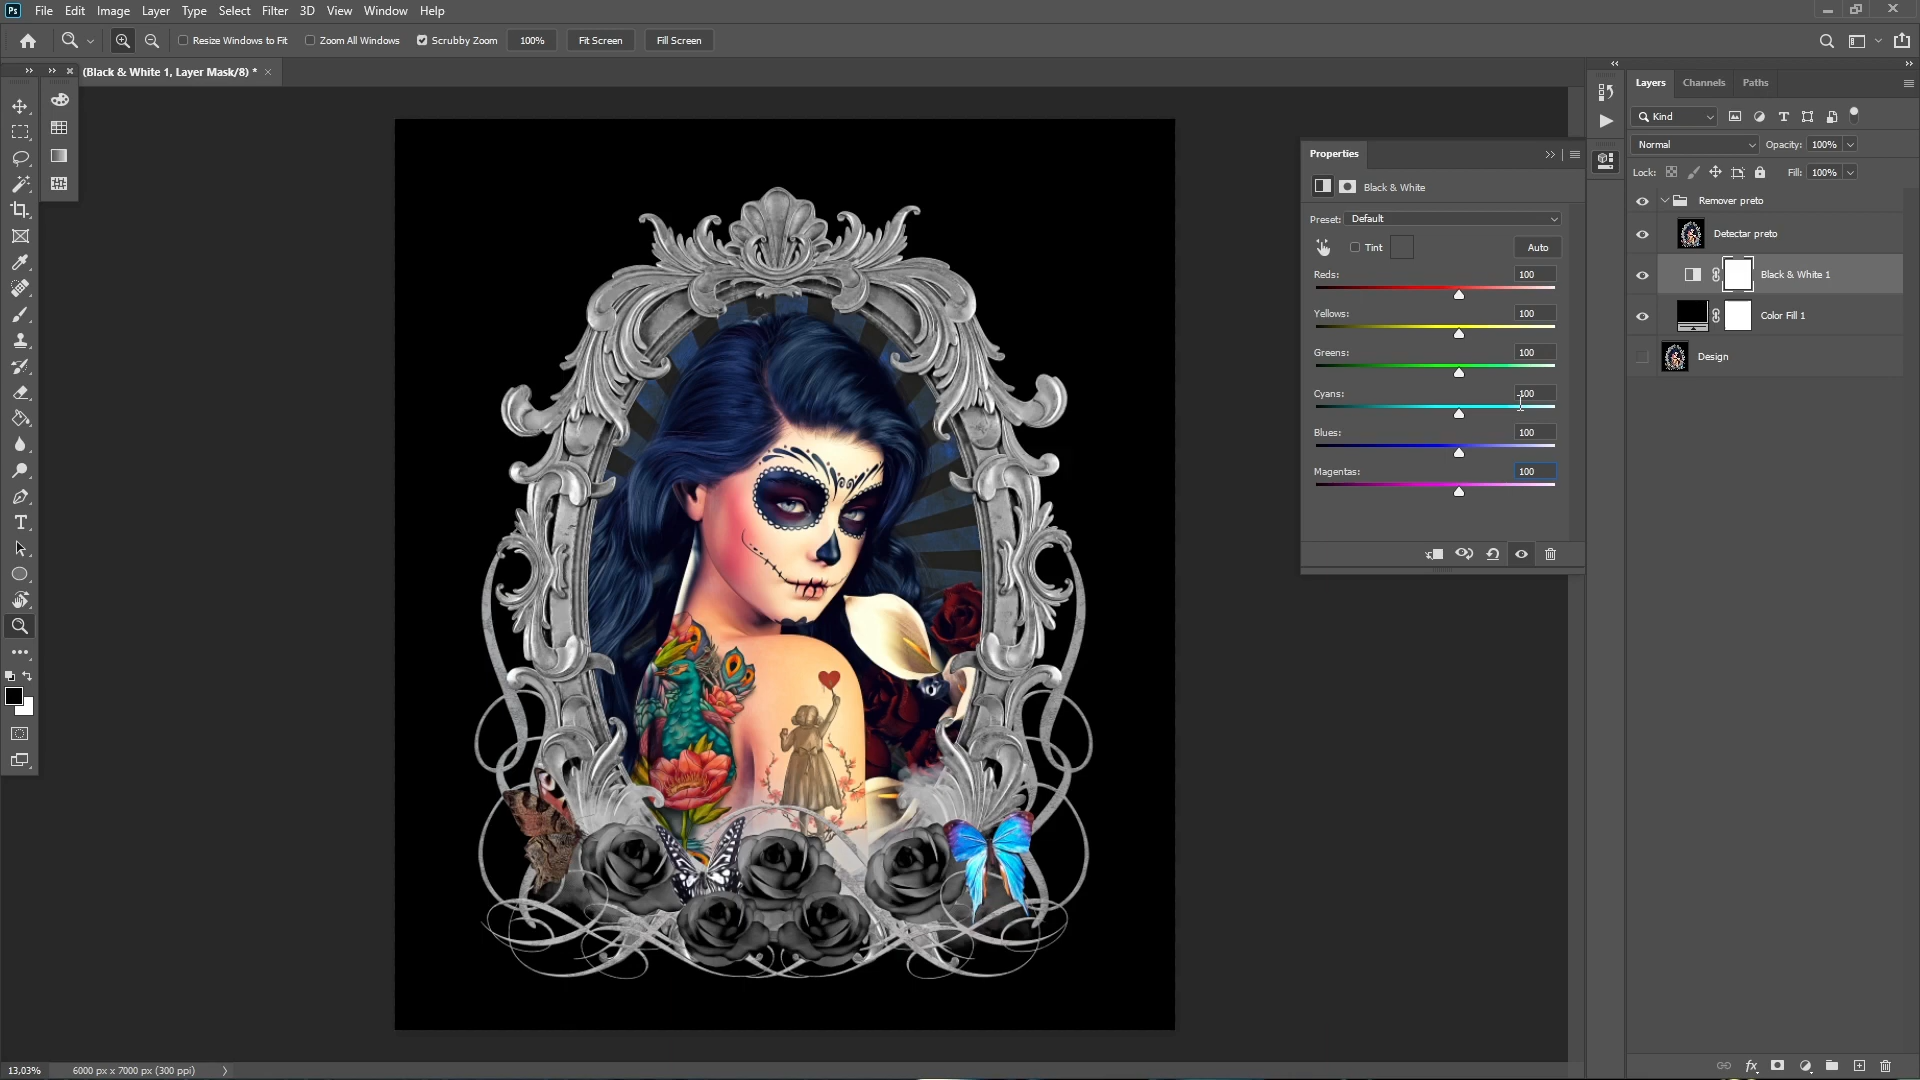 Ps File Edit Image Layer Type Select Filter 3D View Window Help
Resize Windows to Fit Zoom All Windows Scrubby Zoom 100% Fit Screen Fill Screen
(Black & White 1, Layer Mask/8) * ×
Layers Channels Paths
Kind
Normal Opacity: 100%
Lock: Fill: 100%
Remover preto
Detectar preto
Black & White 1
Color Fill 1
Design
Properties
Black & White
Preset: Default
Tint Auto
Reds: 100
Yellows: 100
Greens: 100
Cyans: 100
Blues: 100
Magentas: 100
13,03% 6000 px x 7000 px (300 ppi)